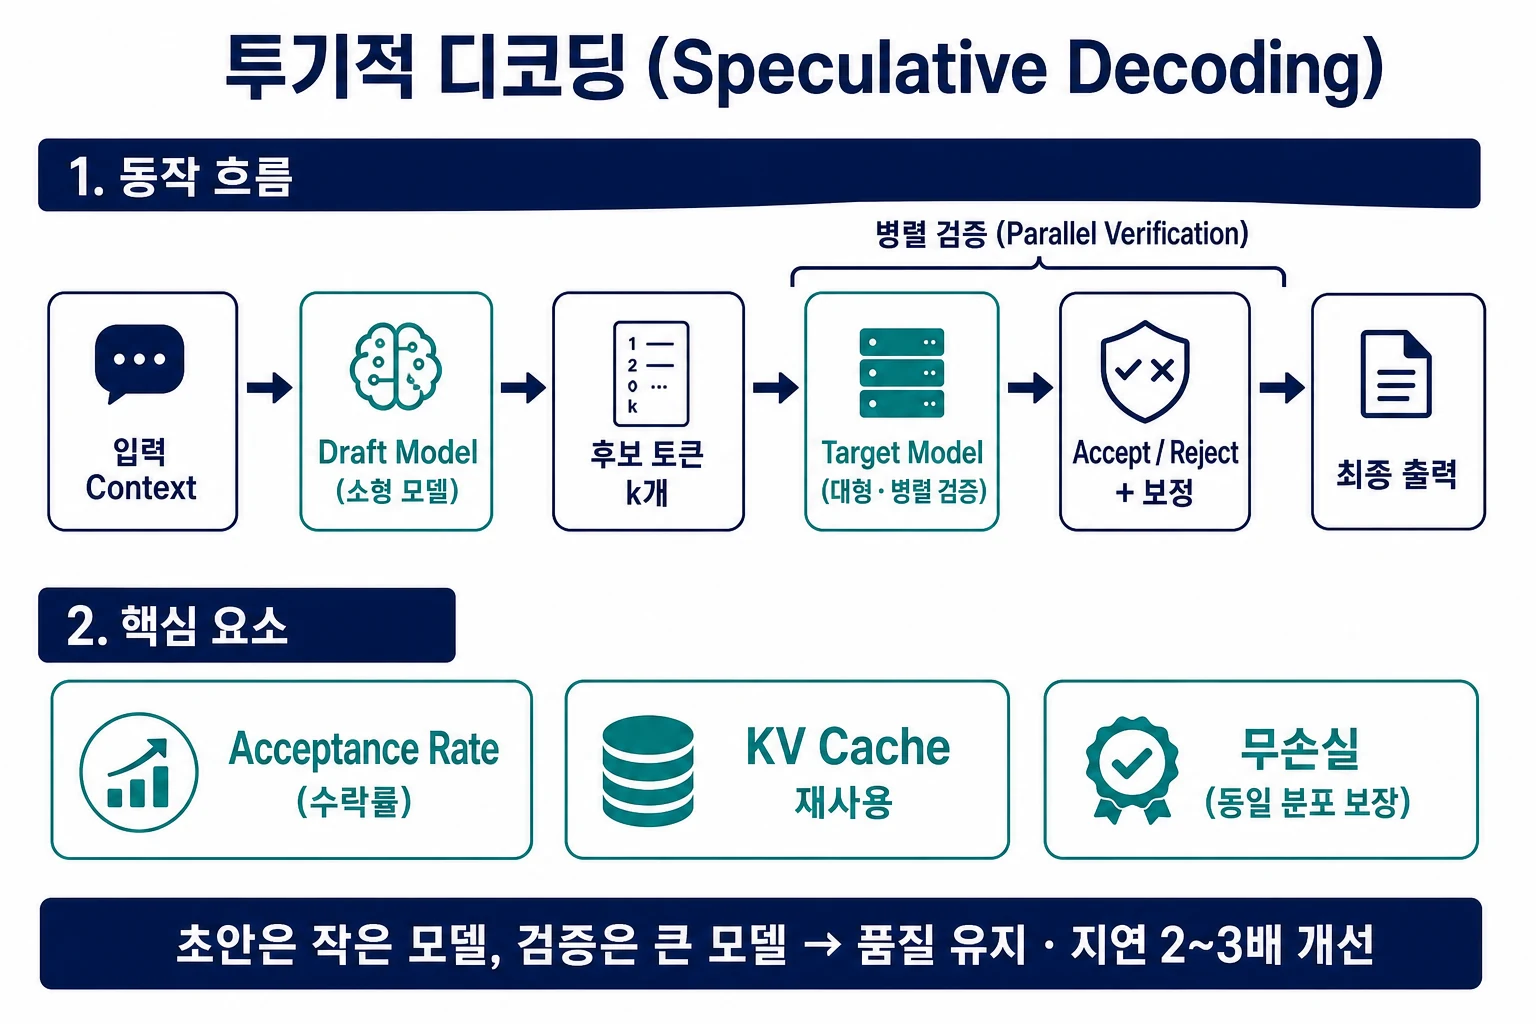 투기적 디코딩 (Speculative Decoding)
1. 동작 흐름
병렬 검증 (Parallel Verification)
입력
Context
Draft Model
(소형 모델)
1
2
0 ...
k
후보 토큰
k개
Target Model
(대형·병렬 검증)
Accept / Reject
+ 보정
최종 출력
2. 핵심 요소
Acceptance Rate
(수락률)
KV Cache
재사용
무손실
(동일 분포 보장)
초안은 작은 모델, 검증은 큰 모델 → 품질 유지 · 지연 2~3배 개선